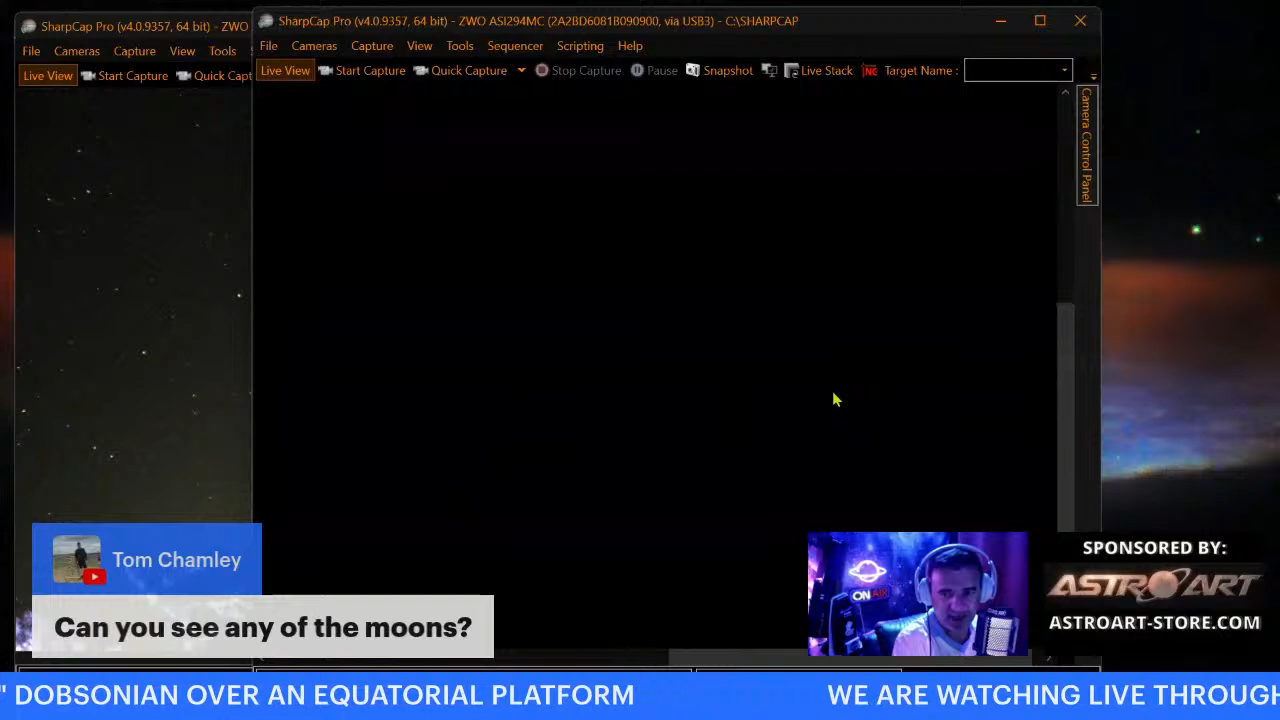 SharpCap Pro (v4.0.9357, 64 bit) - ZWO
File Cameras Capture View Tools
Live View Start Capture Quick Capt
SharpCap Pro (v4.0.9357, 64 bit) - ZWO ASI294MC (2A2BD6081B090900, via USB3) - C:\SHARPCAP
File Cameras Capture View Tools Sequencer Scripting Help
Live View Start Capture Quick Capture Stop Capture Pause Snapshot Live Stack NG Target Name :
Camera Control Panel
Tom Chamley
Can you see any of the moons?
ON AIR
SPONSORED BY:
ASTROART
ASTROART-STORE.COM
" DOBSONIAN OVER AN EQUATORIAL PLATFORM WE ARE WATCHING LIVE THROUGH